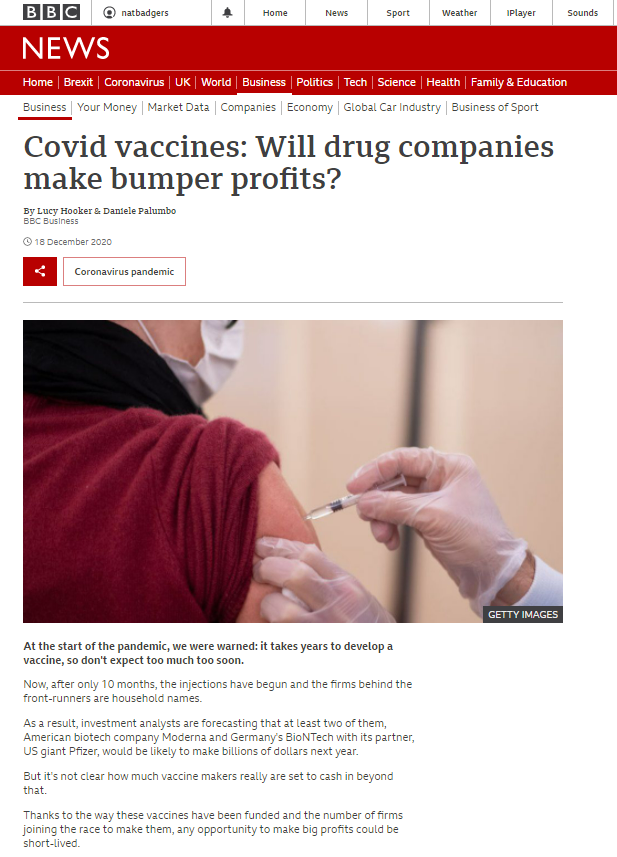 BBC natbadgers Home News Sport Weather iPlayer Sounds
NEWS
Home Brexit Coronavirus UK World Business Politics Tech Science Health Family & Education
Business Your Money Market Data Companies Economy Global Car Industry Business of Sport
Covid vaccines: Will drug companies
make bumper profits?
By Lucy Hooker & Daniele Palumbo
BBC Business
18 December 2020
Coronavirus pandemic
GETTY IMAGES
At the start of the pandemic, we were warned: it takes years to develop a
vaccine, so don't expect too much too soon.
Now, after only 10 months, the injections have begun and the firms behind the
front-runners are household names.
As a result, investment analysts are forecasting that at least two of them,
American biotech company Moderna and Germany's BioNTech with its partner,
US giant Pfizer, would be likely to make billions of dollars next year.
But it's not clear how much vaccine makers really are set to cash in beyond
that.
Thanks to the way these vaccines have been funded and the number of firms
joining the race to make them, any opportunity to make big profits could be
short-lived.